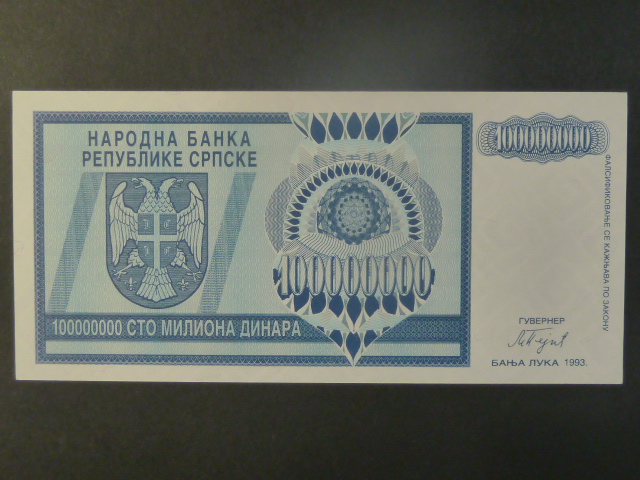 НАРОДНА БАНКА
РЕПУБЛИКЕ СРПСКЕ
100000000
100000000
100000000 СТО МИЛИОНА ДИНАРА
ФАЛСИФИКОВАЊЕ СЕ КАЖЊАВА ПО ЗАКОНУ
ГУВЕРНЕР
БАЊА ЛУКА 1993.